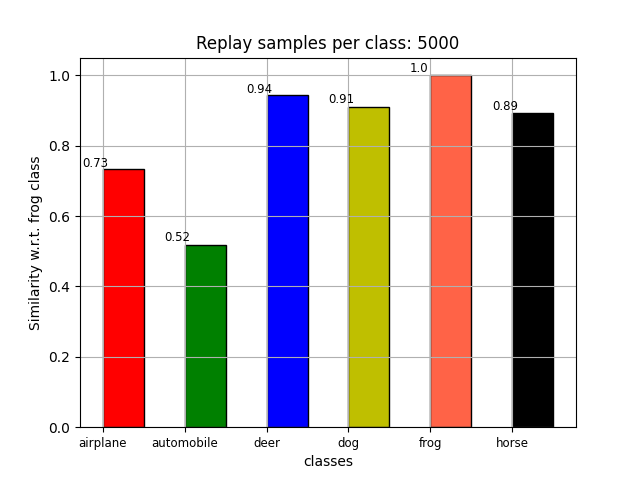 Replay samples per class: 5000
Similarity w.r.t. frog class
1.0
0.8
0.6
0.4
0.2
0.0
0.73
0.52
0.94
0.91
1.0
0.89
airplane
automobile
deer
dog
frog
horse
classes